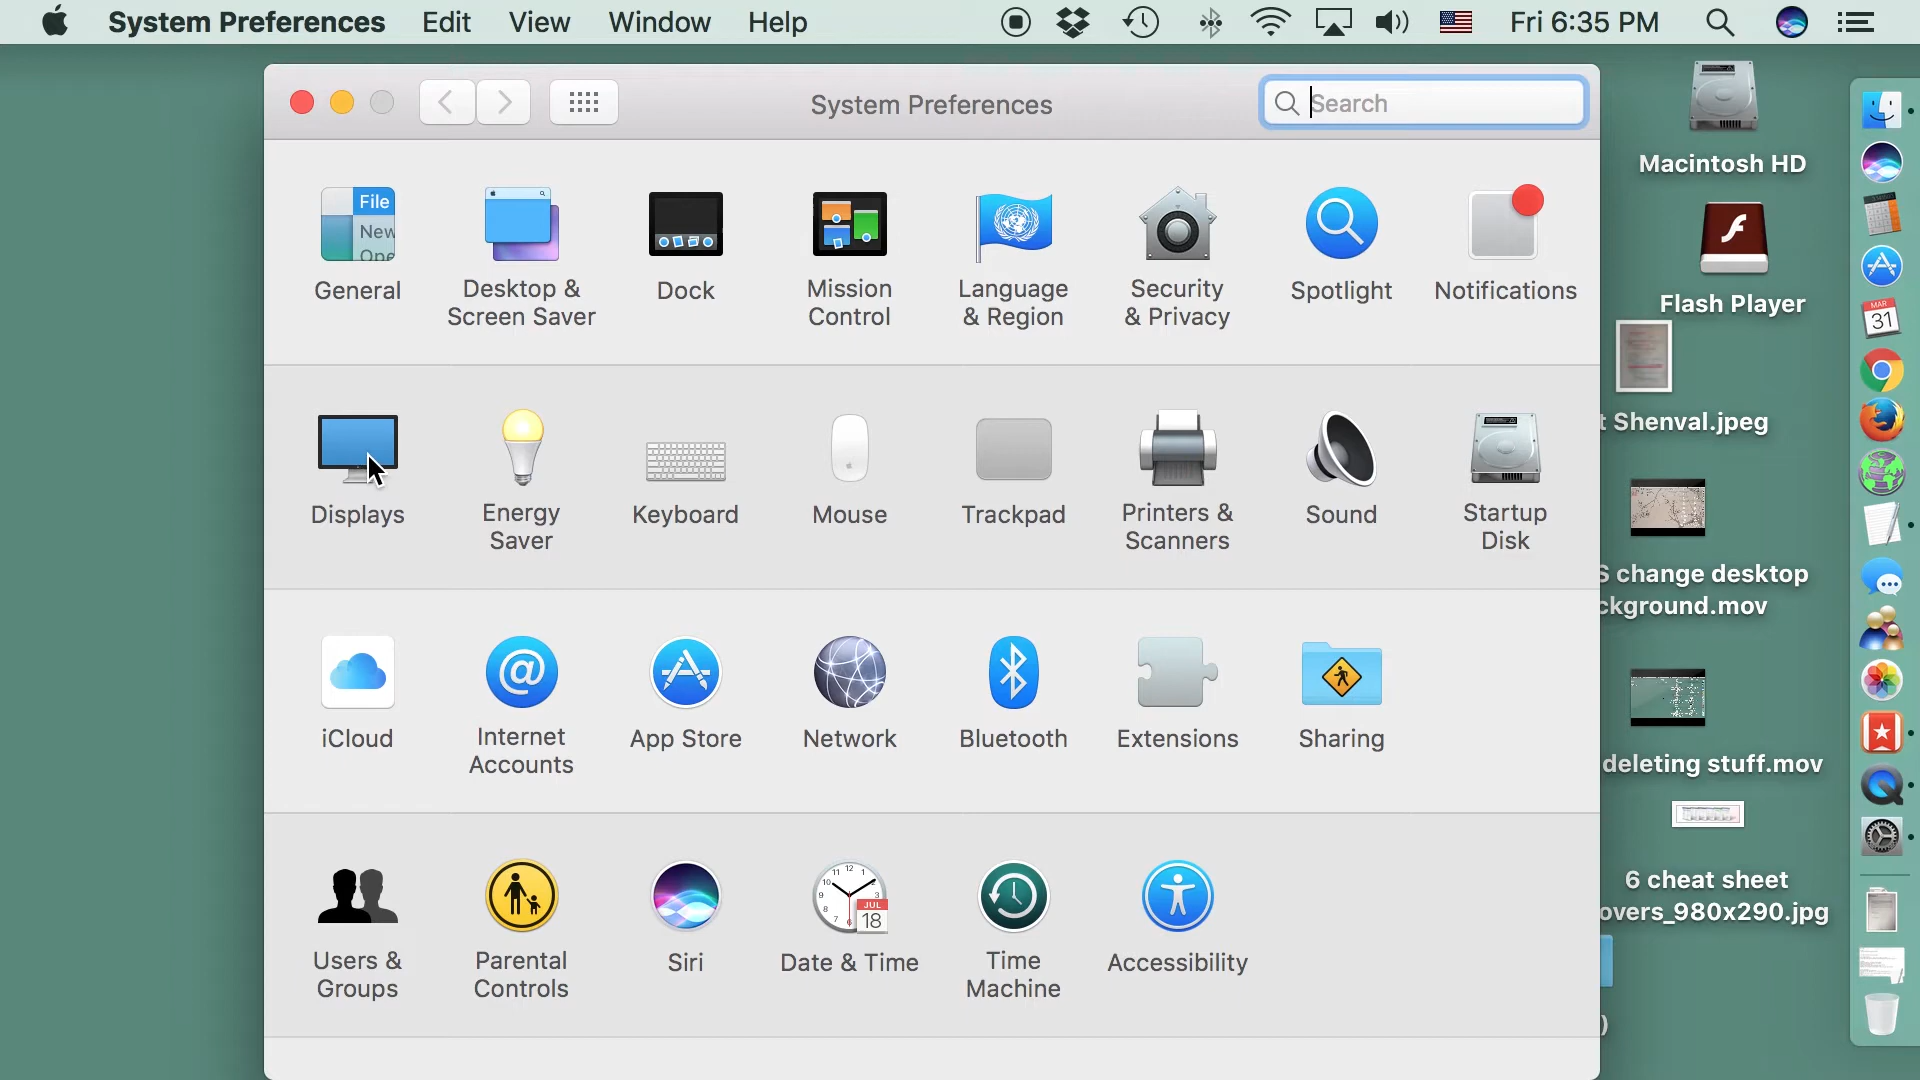 System Preferences Edit View Window Help Fri 6:35 PM
System Preferences
Search
Macintosh HD
File
New
Ope
General
Desktop &
Screen Saver
Dock
Mission
Control
Language
& Region
Security
& Privacy
Spotlight
Notifications
Flash Player
MAR
31
t Shenval.jpeg
Displays
Energy
Saver
Keyboard
Mouse
Trackpad
Printers &
Scanners
Sound
Startup
Disk
S change desktop
ckground.mov
iCloud
Internet
Accounts
App Store
Network
Bluetooth
Extensions
Sharing
deleting stuff.mov
6 cheat sheet
overs_980x290.jpg
Users &
Groups
Parental
Controls
Siri
JUL
18
Date & Time
Time
Machine
Accessibility
)